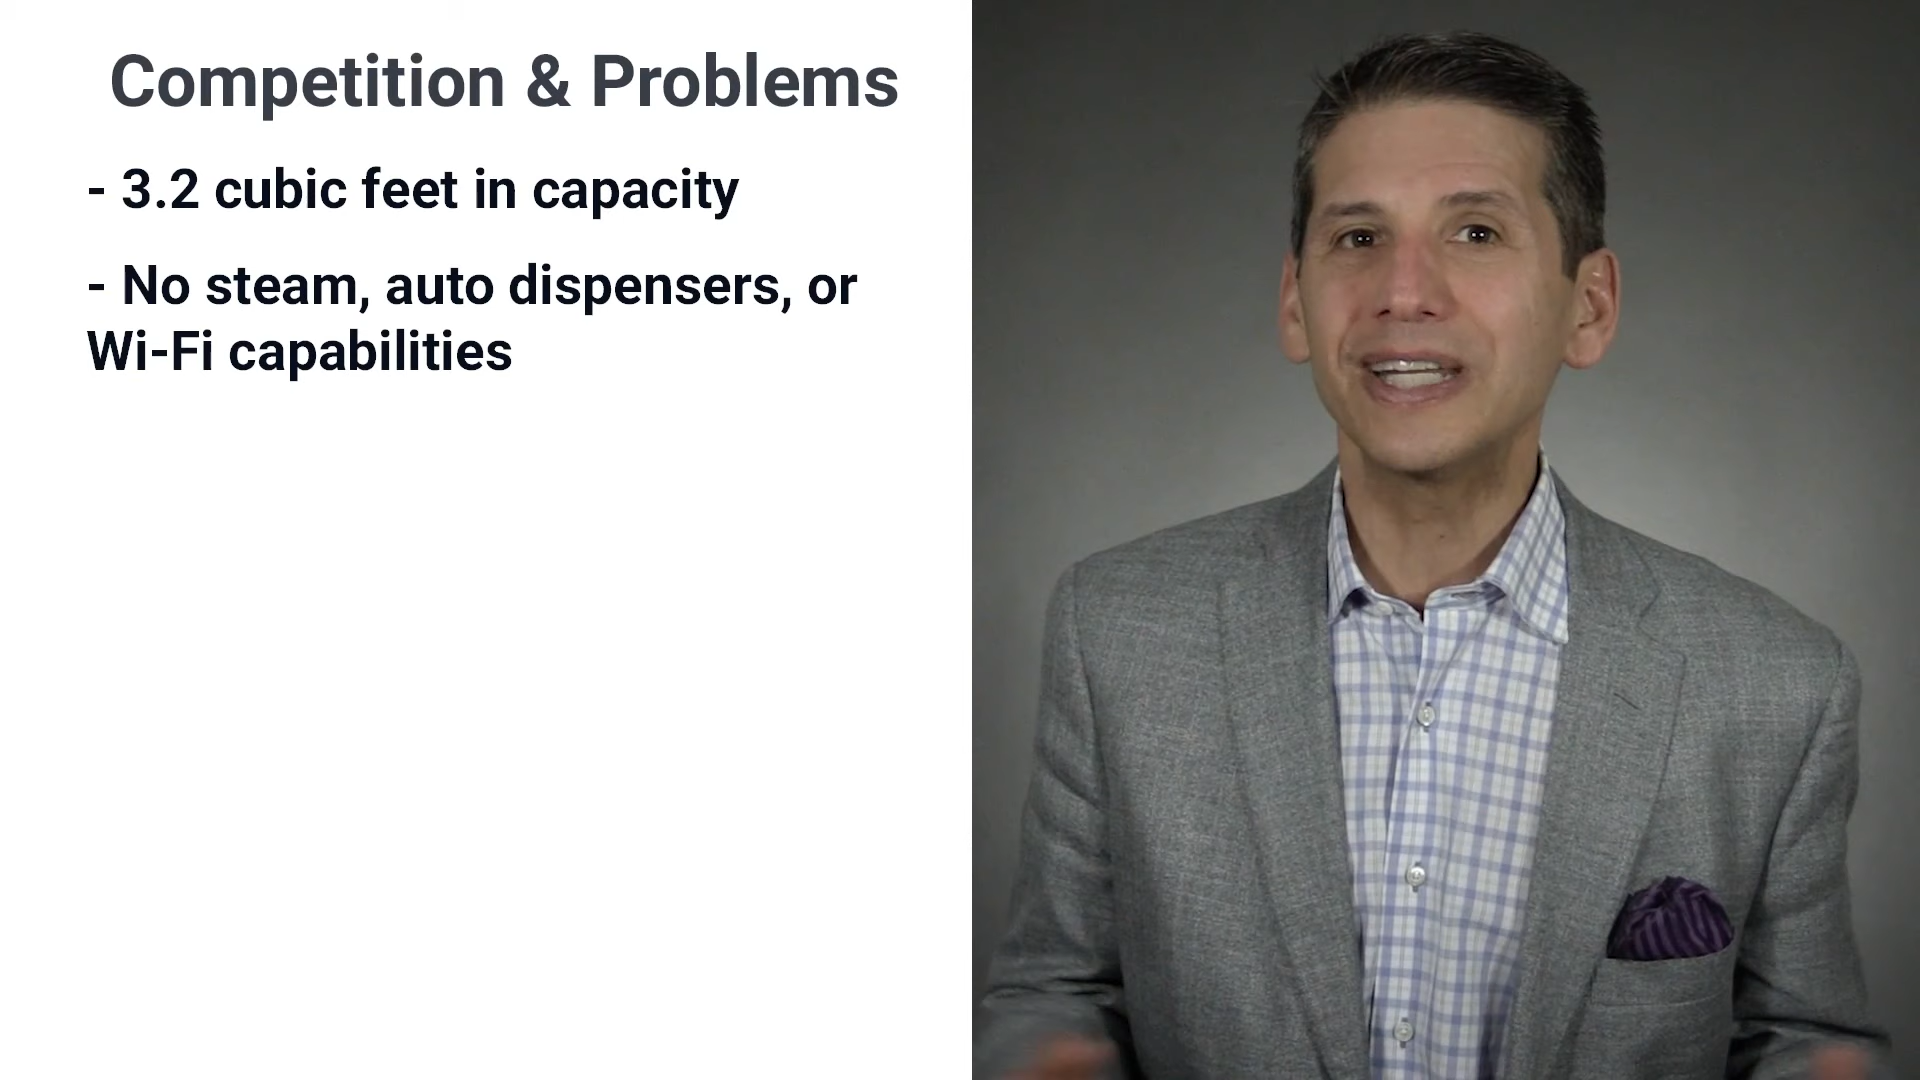 Competition & Problems
- 3.2 cubic feet in capacity
- No steam, auto dispensers, or
Wi-Fi capabilities